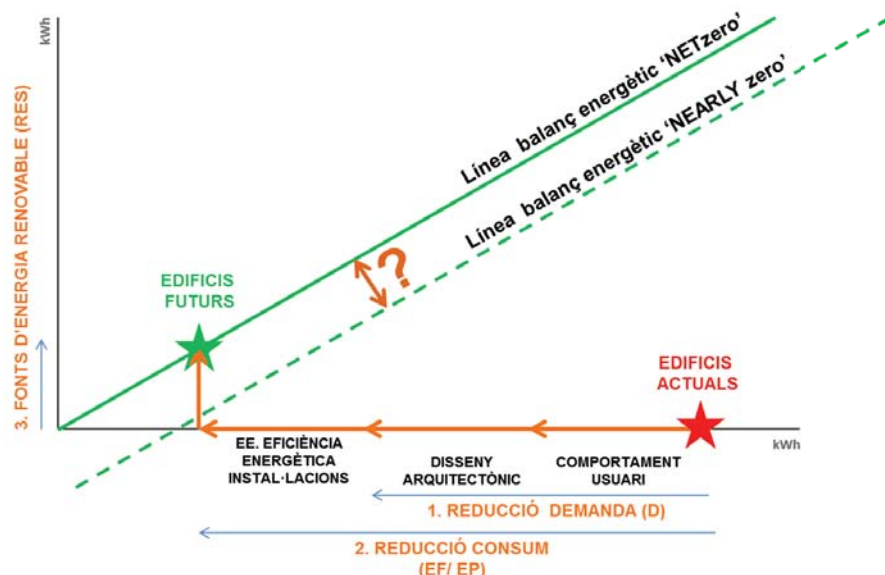 kWh
3. FONTS D'ENERGIA RENOVABLE (RES)
Línea balanç energètic 'NETzero'
Línea balanç energètic 'NEARLY zero'
?
EDIFICIS
FUTURS
EDIFICIS
ACTUALS
kWh
EE. EFICIÈNCIA
ENERGÈTICA
INSTAL·LACIONS
DISSENY
ARQUITECTÒNIC
COMPORTAMENT
USUARI
1. REDUCCIÓ DEMANDA (D)
2. REDUCCIÓ CONSUM
(EF/ EP)